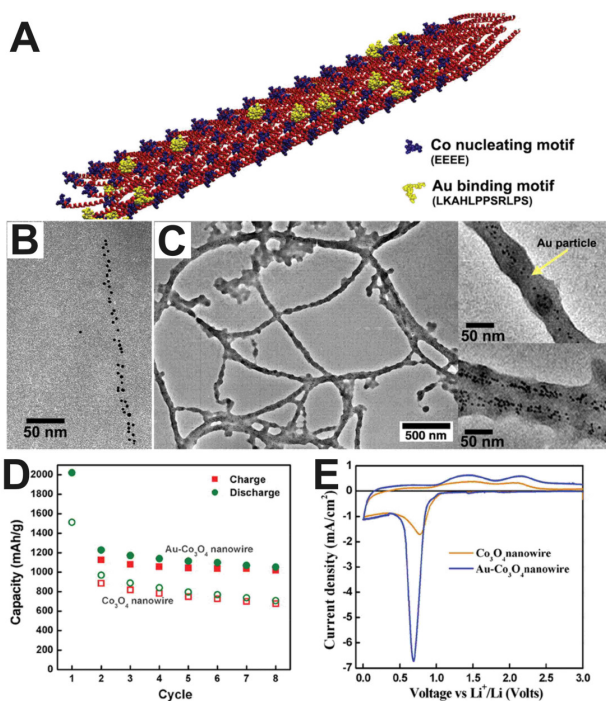 A
Co nucleating motif
(EEEE)
Au binding motif
(LKAHLPPSRLPS)
B
50 nm
C
500 nm
Au particle
50 nm
50 nm
D
Capacity (mAh/g)
2000
1800
1600
1400
1200
1000
800
600
400
200
0
Charge
Discharge
Au-Co₃O₄ nanowire
Co₃O₄ nanowire
1 2 3 4 5 6 7 8
Cycle
E
Current density (mA/cm²)
1
0
-1
-2
-3
-4
-5
-6
-7
Co₃O₄ nanowire
Au-Co₃O₄ nanowire
0.0 0.5 1.0 1.5 2.0 2.5 3.0
Voltage vs Li⁺/Li (Volts)